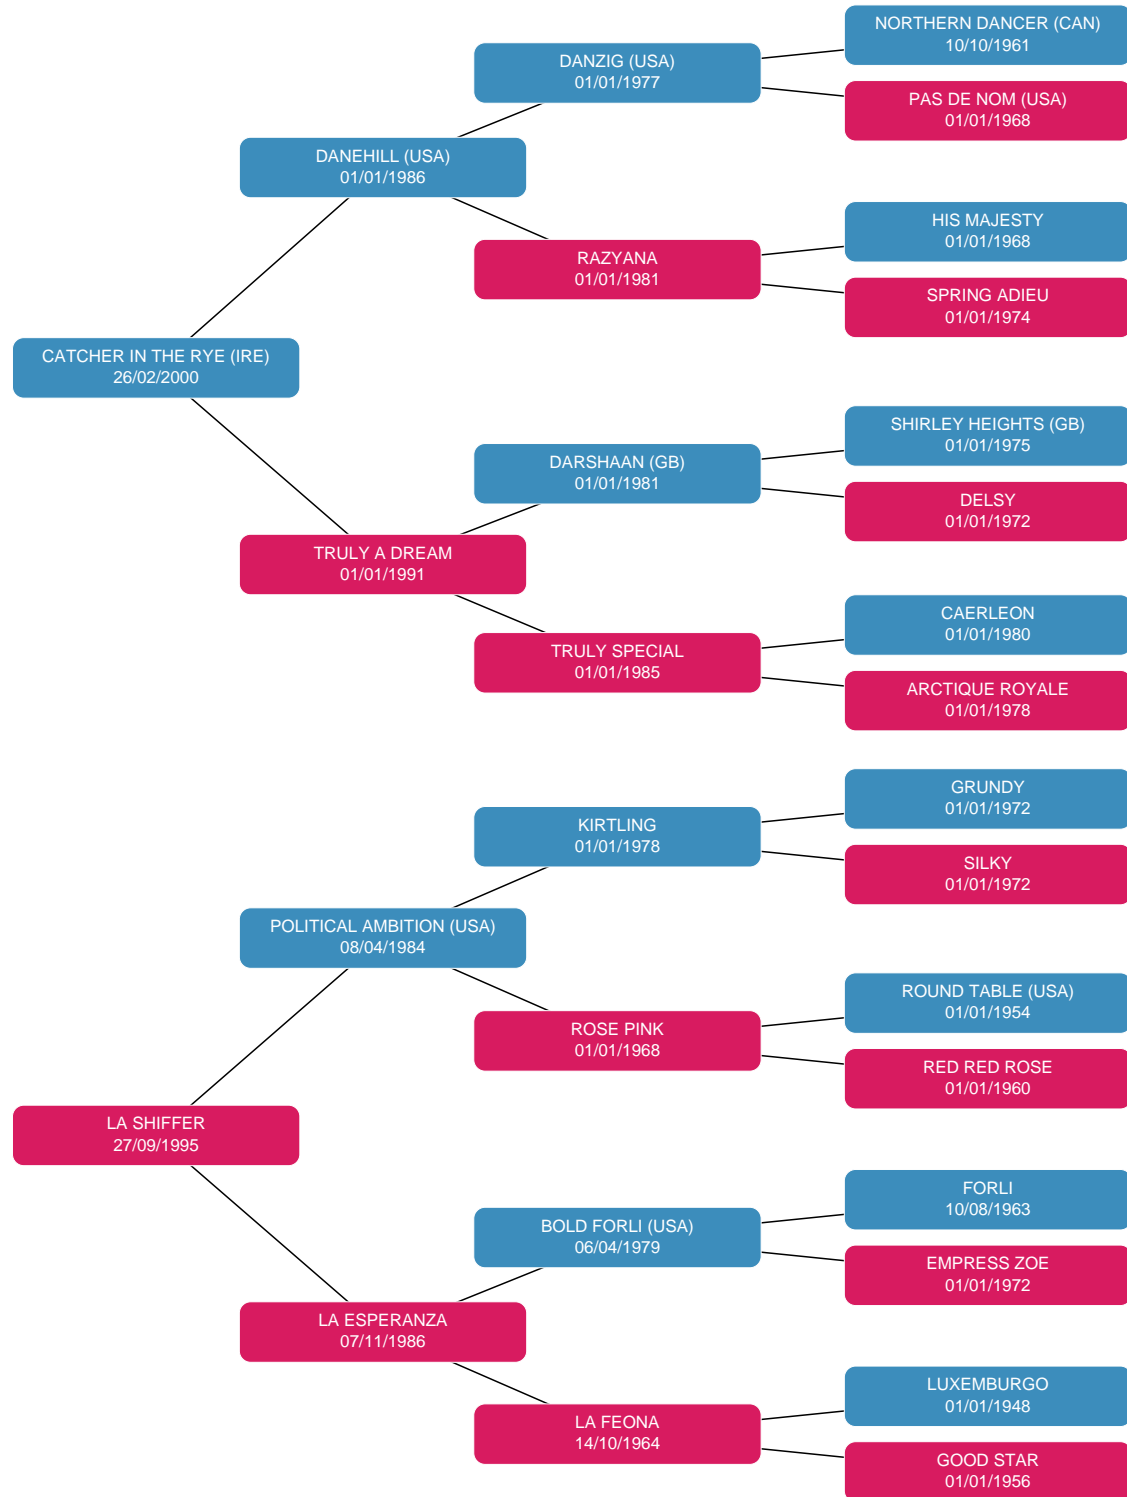 NORTHERN DANCER (CAN)
10/10/1961
DANZIG (USA)
01/01/1977
PAS DE NOM (USA)
01/01/1968
DANEHILL (USA)
01/01/1986
HIS MAJESTY
01/01/1968
RAZYANA
01/01/1981
SPRING ADIEU
01/01/1974
CATCHER IN THE RYE (IRE)
26/02/2000
SHIRLEY HEIGHTS (GB)
01/01/1975
DARSHAAN (GB)
01/01/1981
DELSY
01/01/1972
TRULY A DREAM
01/01/1991
CAERLEON
01/01/1980
TRULY SPECIAL
01/01/1985
ARCTIQUE ROYALE
01/01/1978
GRUNDY
01/01/1972
KIRTLING
01/01/1978
SILKY
01/01/1972
POLITICAL AMBITION (USA)
08/04/1984
ROUND TABLE (USA)
01/01/1954
ROSE PINK
01/01/1968
RED RED ROSE
01/01/1960
LA SHIFFER
27/09/1995
FORLI
10/08/1963
BOLD FORLI (USA)
06/04/1979
EMPRESS ZOE
01/01/1972
LA ESPERANZA
07/11/1986
LUXEMBURGO
01/01/1948
LA FEONA
14/10/1964
GOOD STAR
01/01/1956